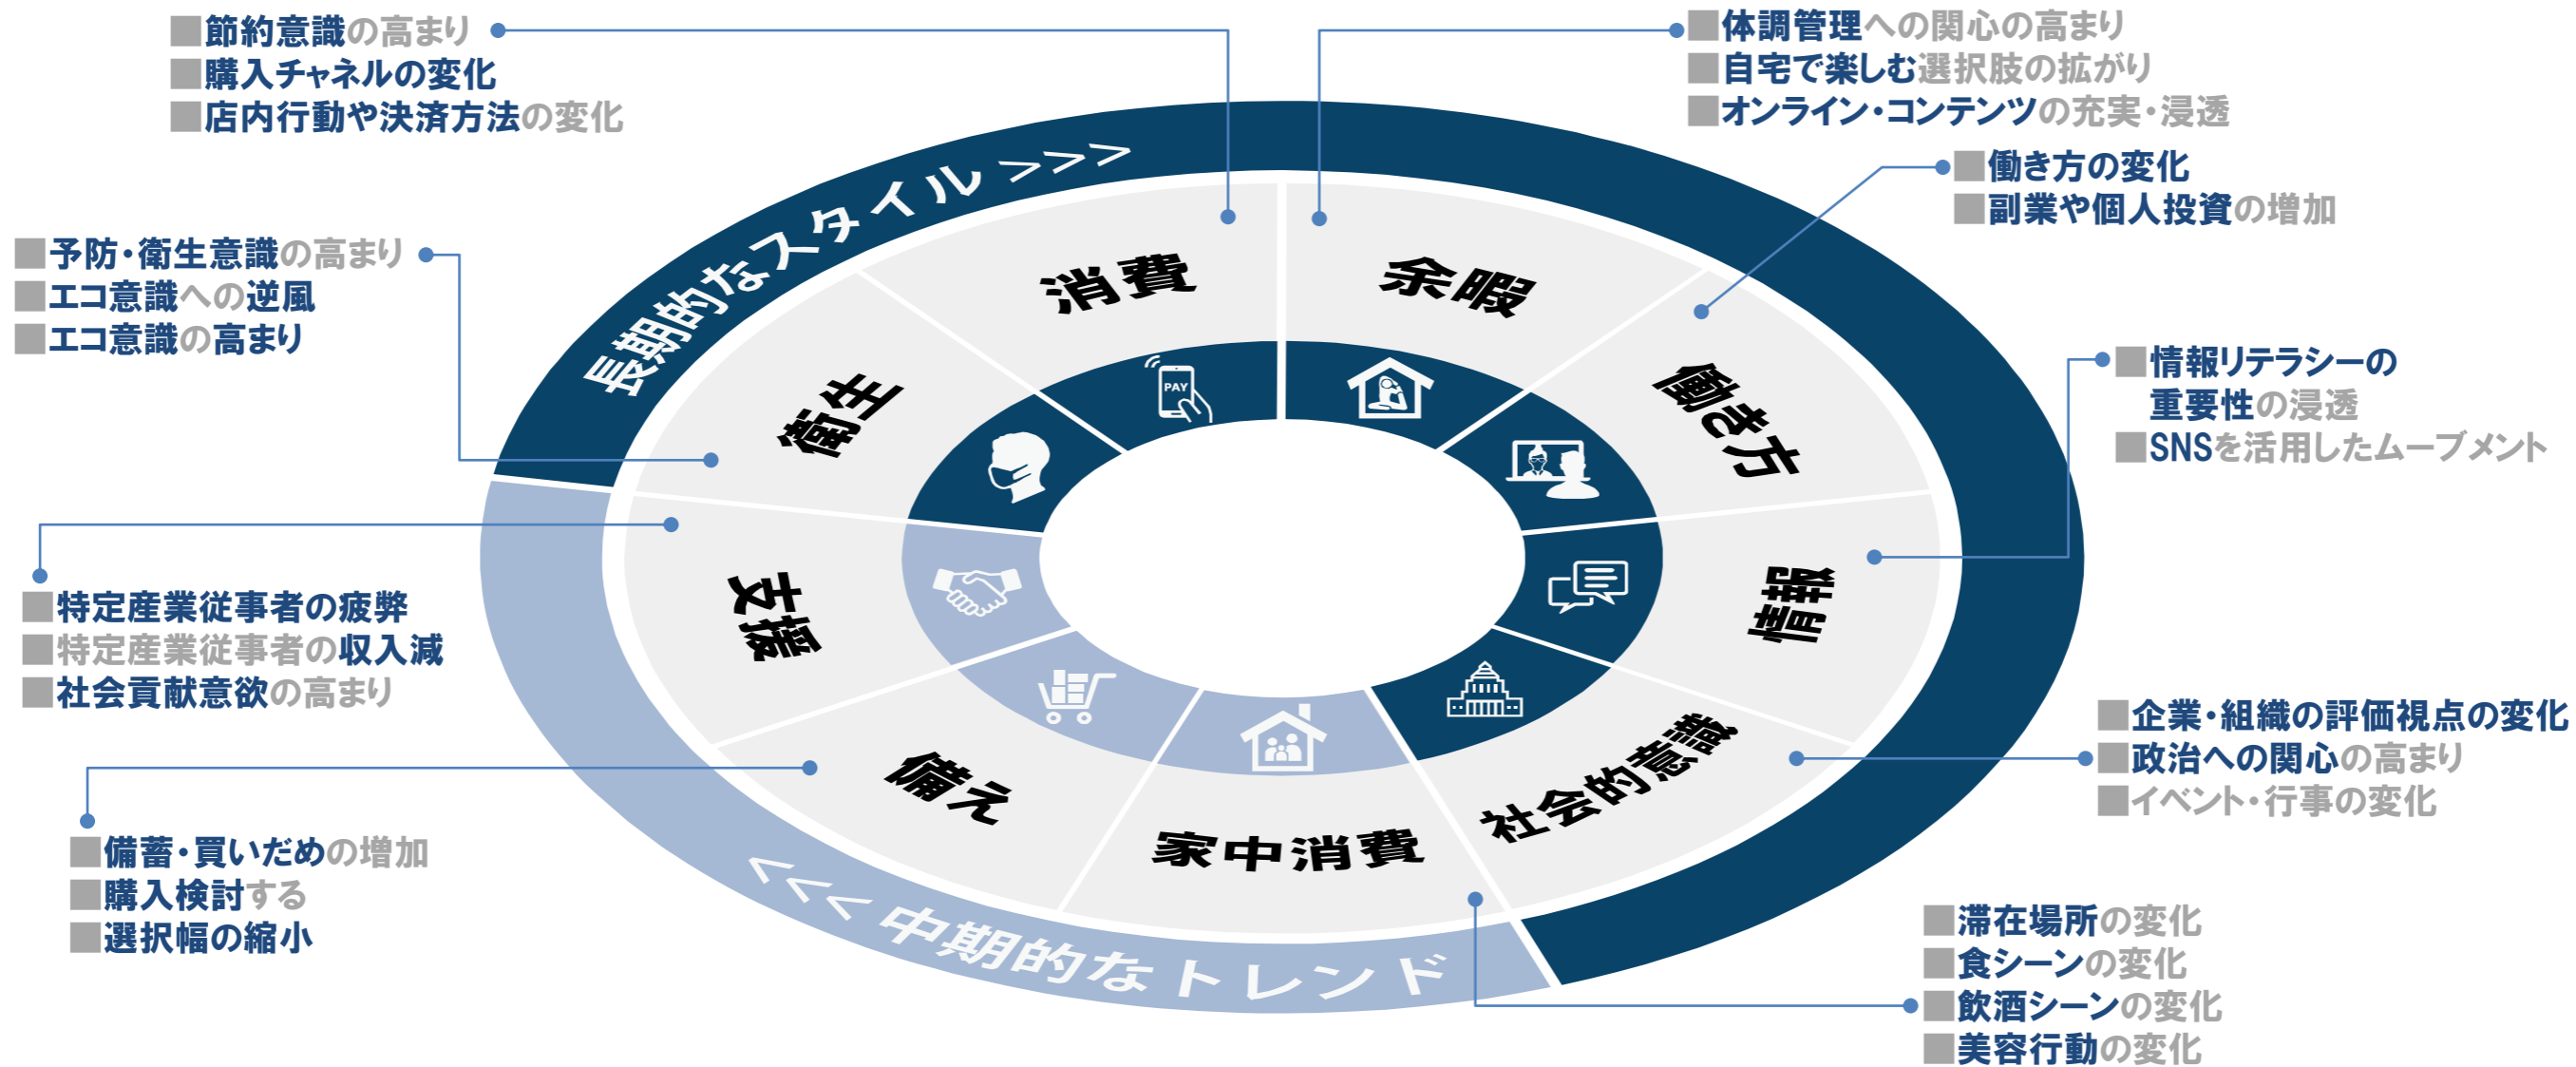 ■節約意識の高まり
■購入チャネルの変化
■店内行動や決済方法の変化
■体調管理への関心の高まり
■自宅で楽しむ選択肢の拡がり
■オンライン・コンテンツの充実・浸透
■働き方の変化
■副業や個人投資の増加
■予防・衛生意識の高まり
■エコ意識への逆風
■エコ意識の高まり
■情報リテラシーの
重要性の浸透
■SNSを活用したムーブメント
長期的なスタイル >>>
消費
余暇
働き方
情報
社会的意識
家中消費
備え
支援
衛生
PAY
<<< 中期的なトレンド
■特定産業従事者の疲弊
■特定産業従事者の収入減
■社会貢献意欲の高まり
■企業・組織の評価視点の変化
■政治への関心の高まり
■イベント・行事の変化
■備蓄・買いだめの増加
■購入検討する
■選択幅の縮小
■滞在場所の変化
■食シーンの変化
■飲酒シーンの変化
■美容行動の変化